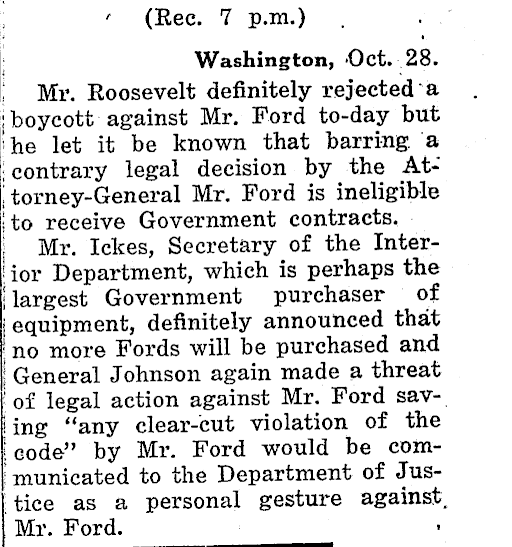 (Rec. 7 p.m.)
Washington, Oct. 28.
Mr. Roosevelt definitely rejected a
boycott against Mr. Ford to-day but
he let it be known that barring a
contrary legal decision by the At-
torney-General Mr. Ford is ineligible
to receive Government contracts.
Mr. Ickes, Secretary of the Inter-
ior Department, which is perhaps the
largest Government purchaser of
equipment, definitely announced that
no more Fords will be purchased and
General Johnson again made a threat
of legal action against Mr. Ford sav-
ing “any clear-cut violation of the
code” by Mr. Ford would be com-
municated to the Department of Jus-
tice as a personal gesture against
Mr. Ford.